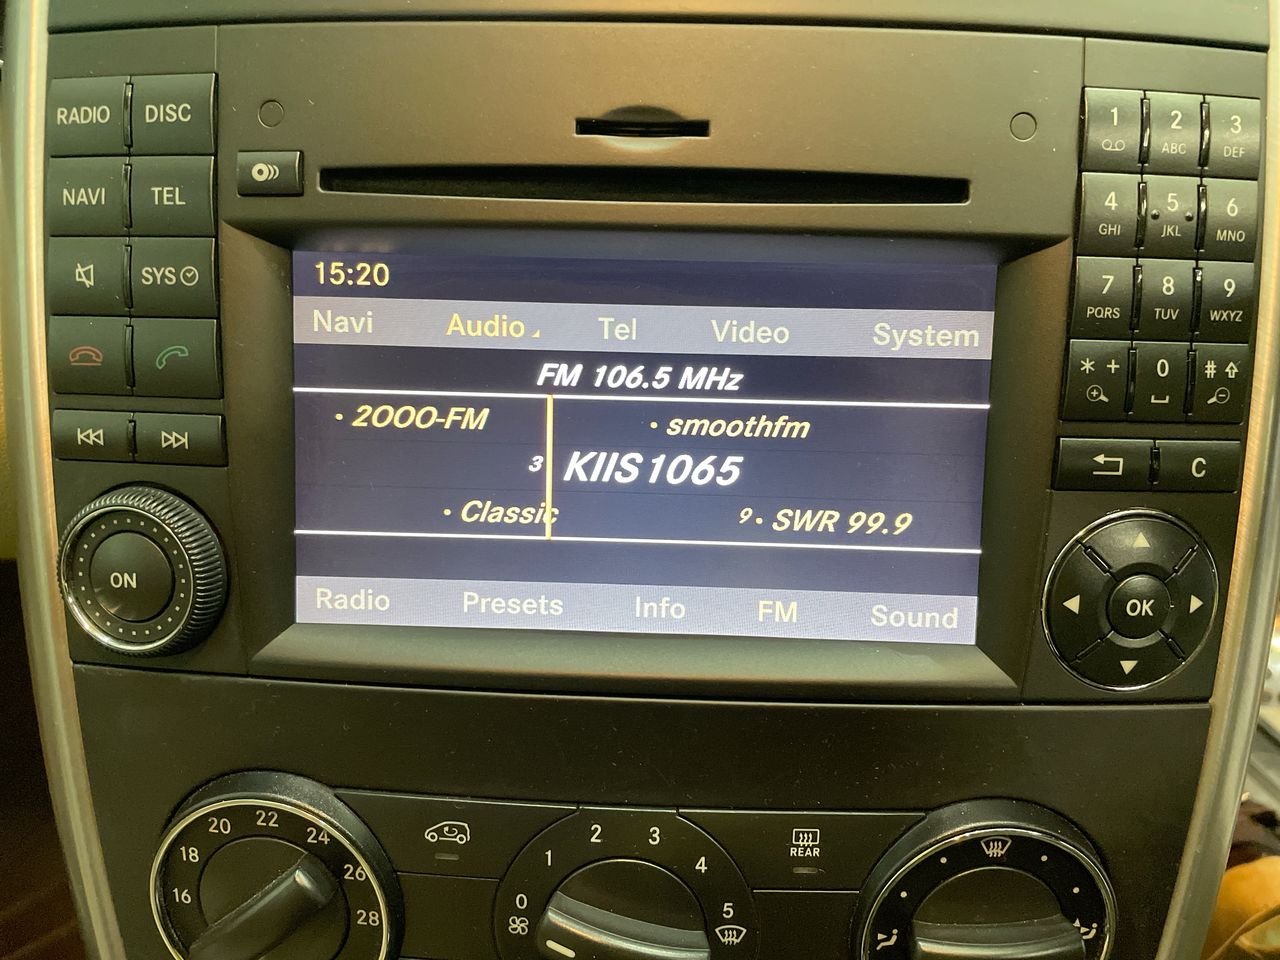 RADIO DISC
NAVI TEL
SYS
ON
1 2 ABC 3 DEF
4 GHI 5 JKL 6 MNO
7 PQRS 8 TUV 9 WXYZ
* + 0 #
C
OK
15:20
Navi Audio Tel Video System
FM 106.5 MHz
• 2000-FM • smoothfm
3 KIIS1065
• Classic 9 • SWR 99.9
Radio Presets Info FM Sound
16 18 20 22 24 26 28
0 1 2 3 4 5
REAR